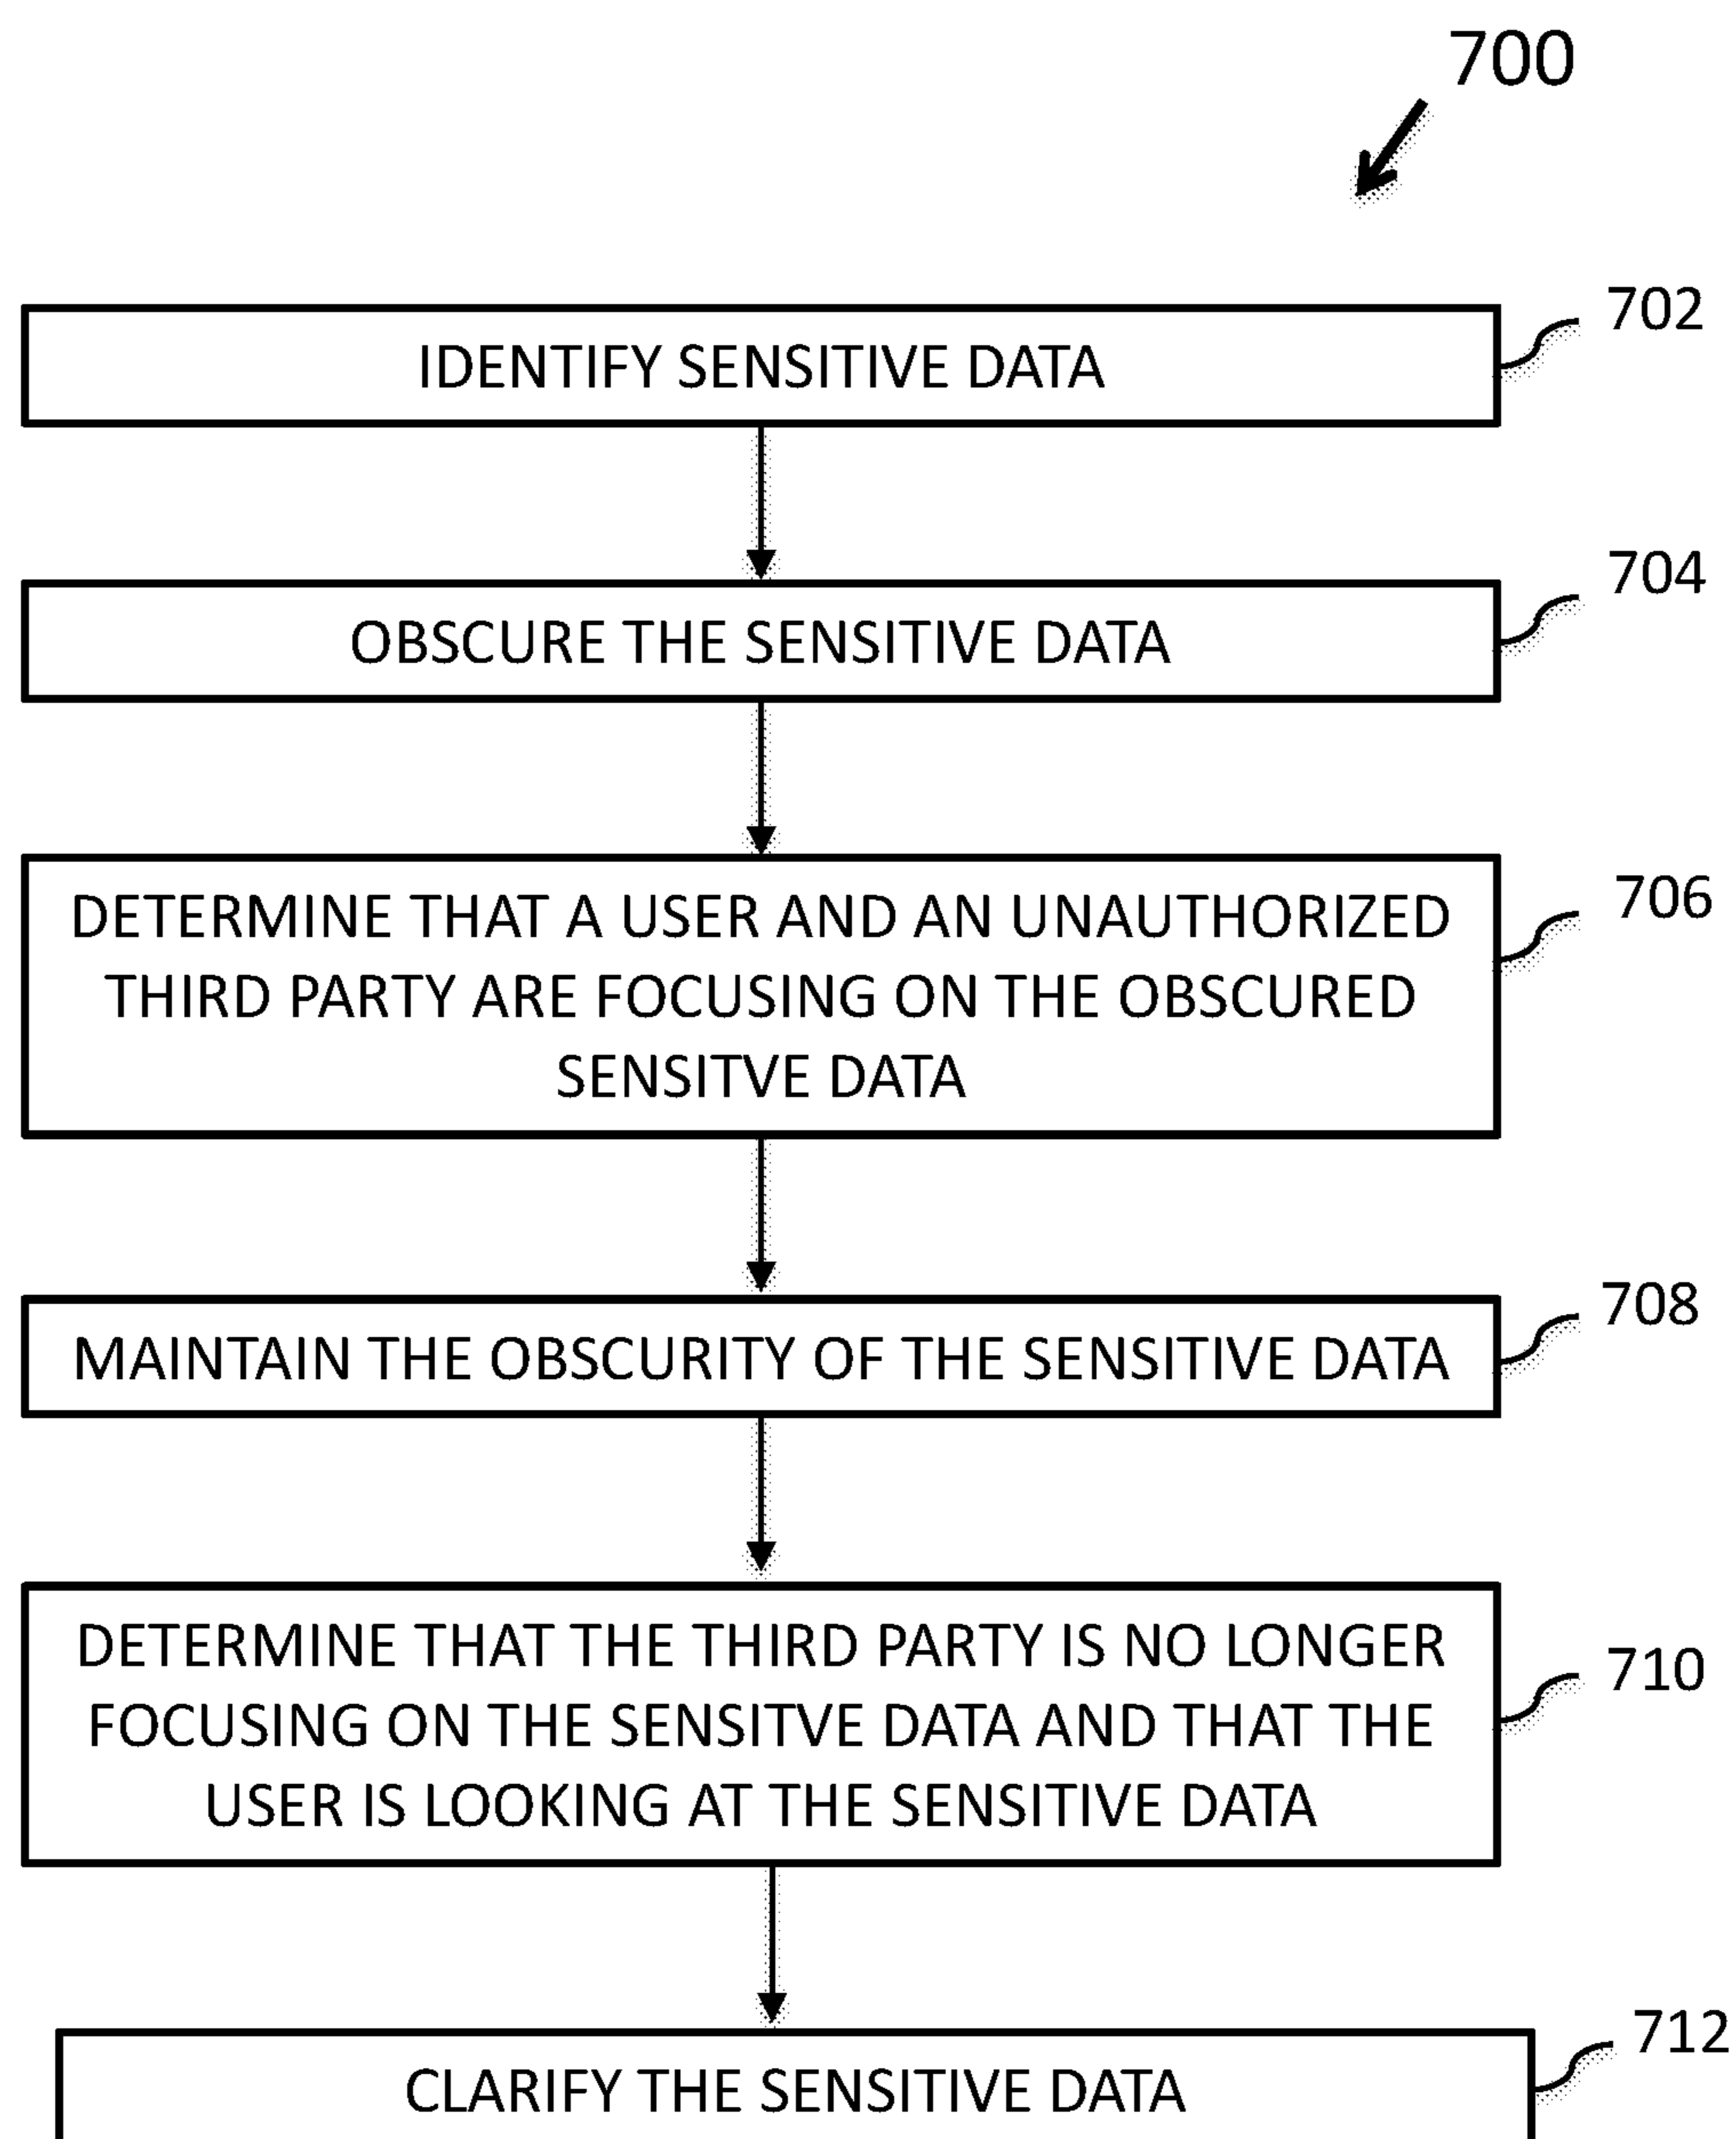 700
702
IDENTIFY SENSITIVE DATA
704
OBSCURE THE SENSITIVE DATA
706
DETERMINE THAT A USER AND AN UNAUTHORIZED
THIRD PARTY ARE FOCUSING ON THE OBSCURED
SENSITVE DATA
708
MAINTAIN THE OBSCURITY OF THE SENSITIVE DATA
710
DETERMINE THAT THE THIRD PARTY IS NO LONGER
FOCUSING ON THE SENSITVE DATA AND THAT THE
USER IS LOOKING AT THE SENSITIVE DATA
712
CLARIFY THE SENSITIVE DATA